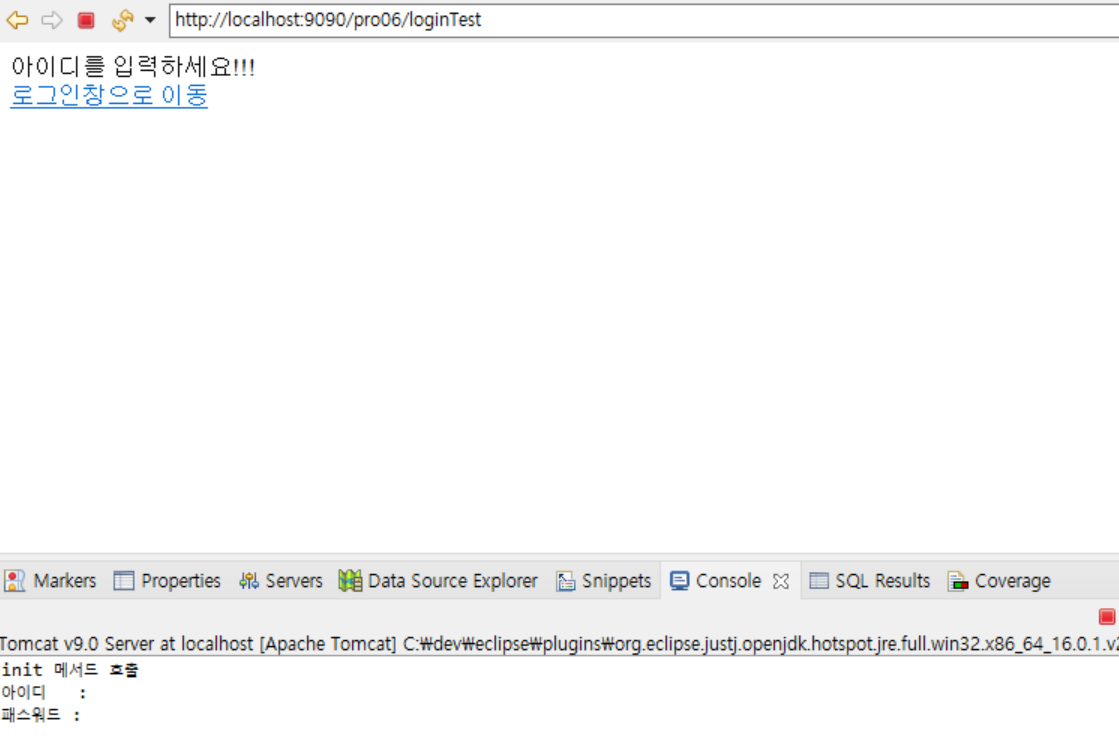 http://localhost:9090/pro06/loginTest
아이디를 입력하세요!!!
로그인창으로 이동
Markers Properties Servers Data Source Explorer Snippets Console SQL Results Coverage
Tomcat v9.0 Server at localhost [Apache Tomcat] C:₩dev₩eclipse₩plugins₩org.eclipse.justj.openjdk.hotspot.jre.full.win32.x86_64_16.0.1.v2
init 메서드 호출
아이디 :
패스워드 :